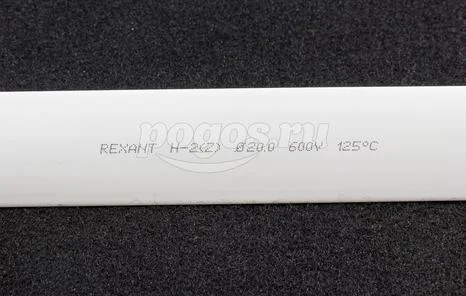 REXANT H-2(Z) Ø20.0 600V 125°C
pogos.ru